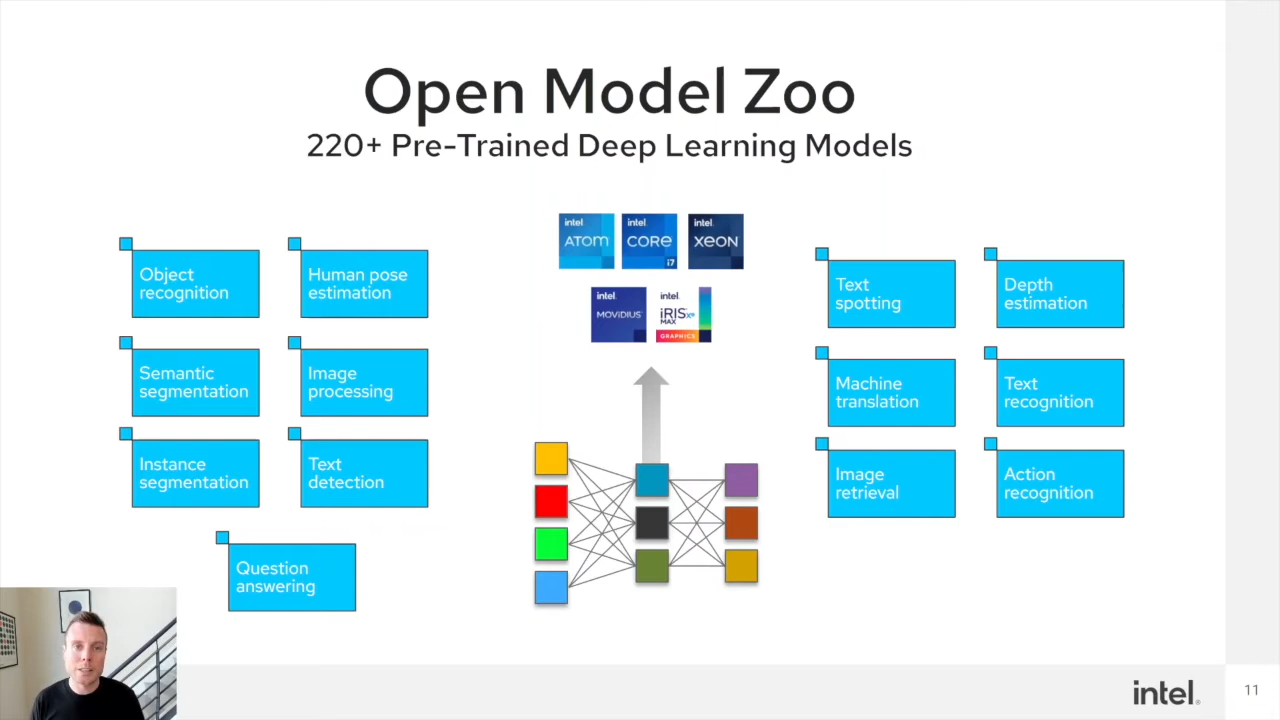 Open Model Zoo
220+ Pre-Trained Deep Learning Models
Object
recognition
Human pose
estimation
Semantic
segmentation
Image
processing
Instance
segmentation
Text
detection
Question
answering
intel.
ATOM
intel.
CORE
i7
intel.
XEON
intel.
MOVIDIUS
intel.
iRIS Xe
MAX
GRAPHICS
Text
spotting
Depth
estimation
Machine
translation
Text
recognition
Image
retrieval
Action
recognition
intel.
11